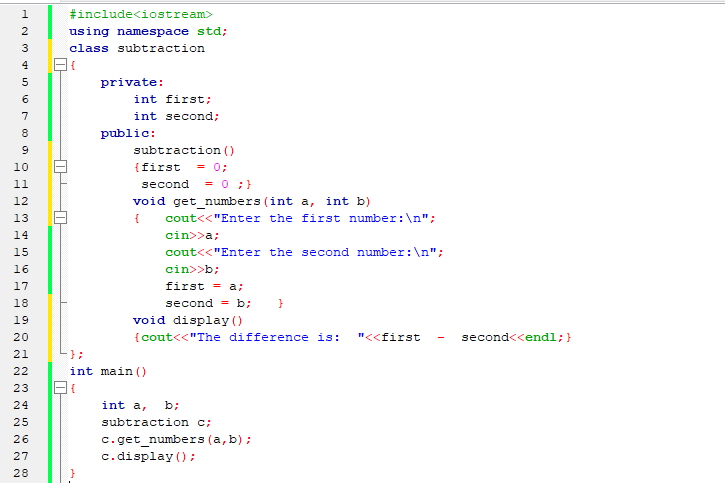 1 #include<iostream>
2 using namespace std;
3 class subtraction
4 {
5 private:
6 int first;
7 int second;
8 public:
9 subtraction()
10 {first  = 0;
11 second  = 0 ;}
12 void get_numbers(int a, int b)
13 {   cout<<"Enter the first number:\n";
14 cin>>a;
15 cout<<"Enter the second number:\n";
16 cin>>b;
17 first = a;
18 second = b;   }
19 void display()
20 {cout<<"The difference is:  "<<first  -  second<<endl;}
21 };
22 int main()
23 {
24 int a,  b;
25 subtraction c;
26 c.get_numbers(a,b);
27 c.display();
28 }